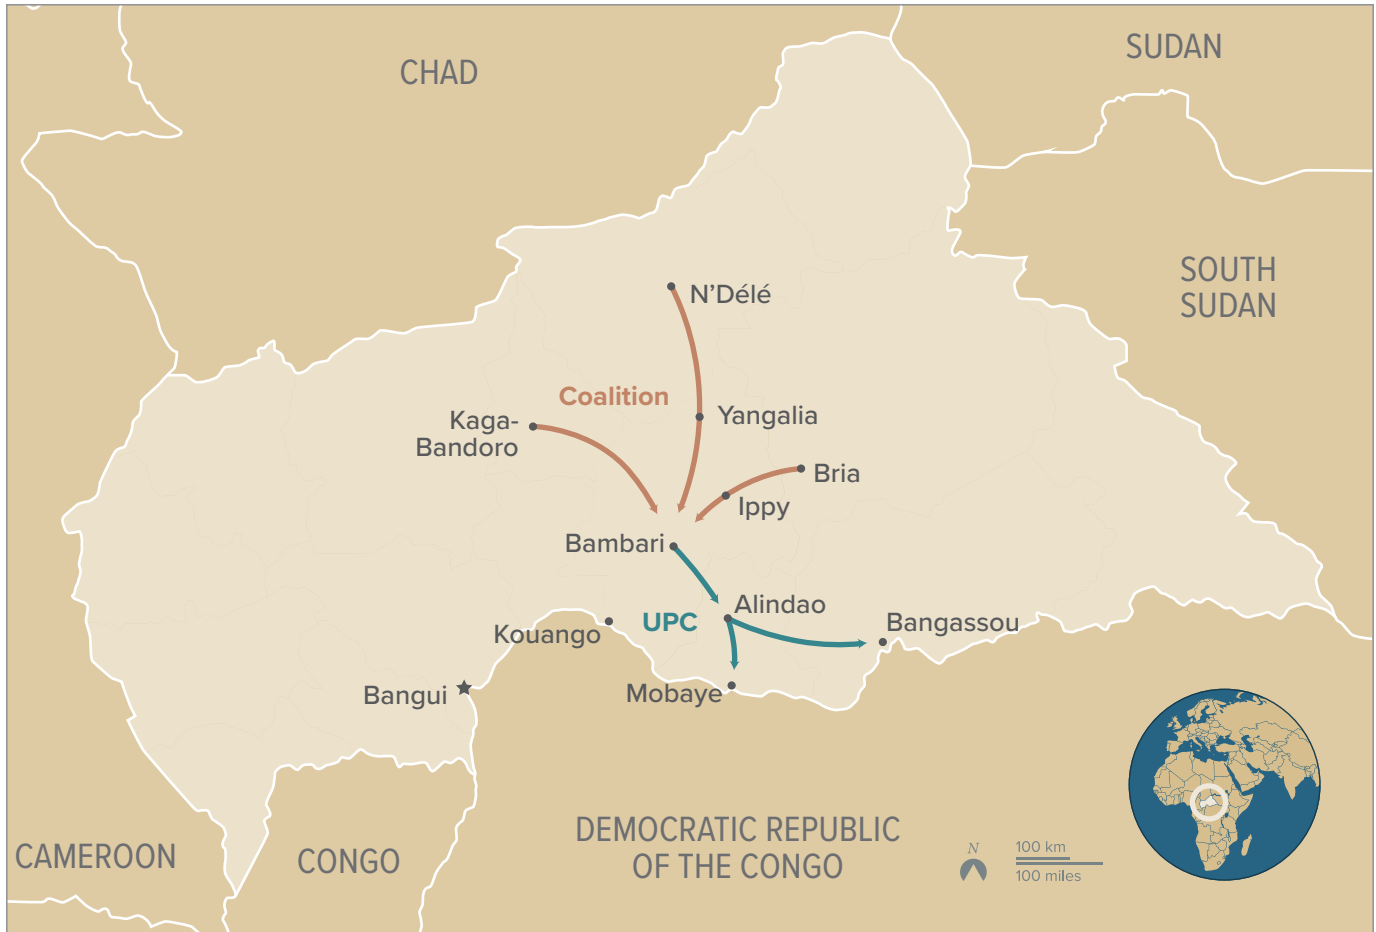 CHAD
SUDAN
SOUTH
SUDAN
N’Délé
Coalition
Yangalia
Kaga-
Bandoro
Bria
Ippy
Bambari
Alindao
UPC
Bangassou
Kouango
Bangui
Mobaye
DEMOCRATIC REPUBLIC
OF THE CONGO
CAMEROON
CONGO
N
100 km
100 miles